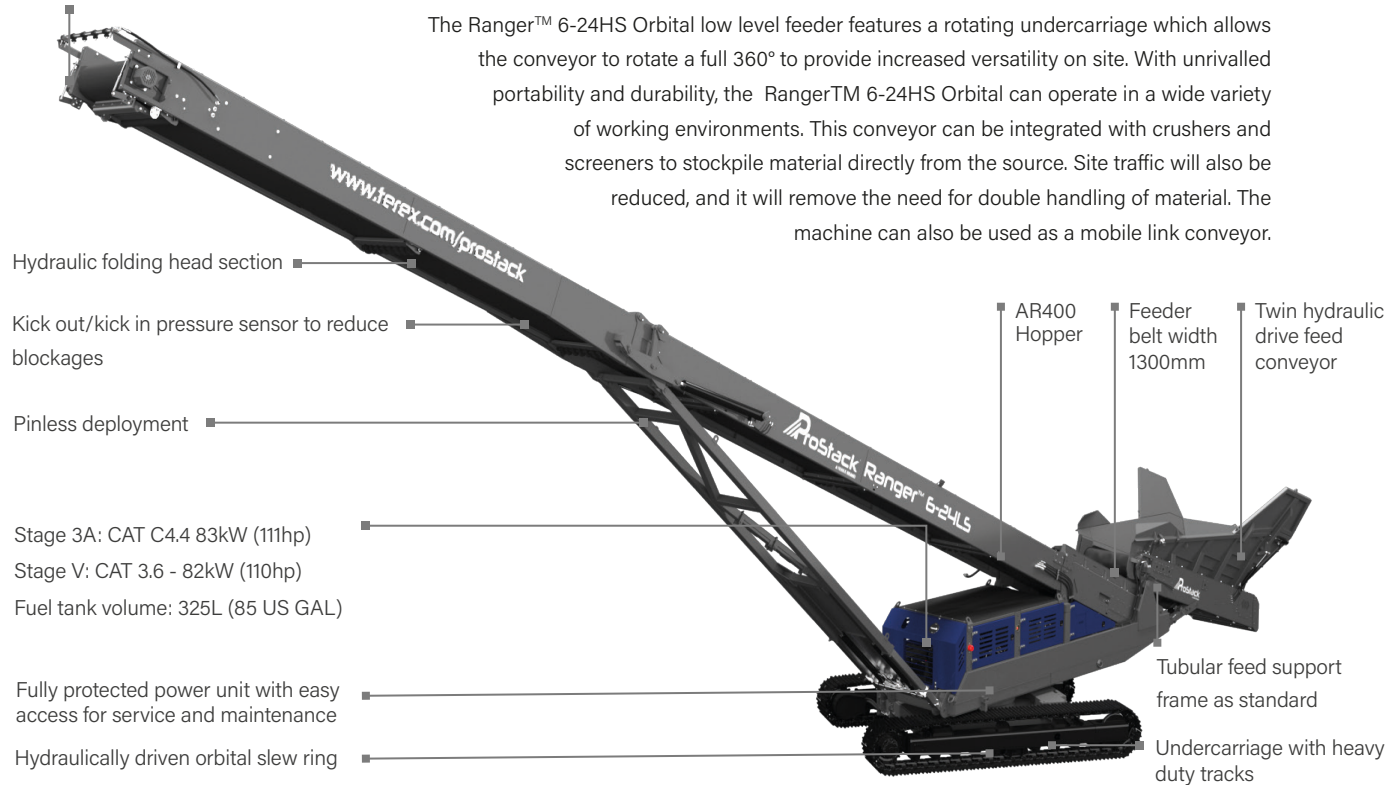 The Ranger™ 6-24HS Orbital low level feeder features a rotating undercarriage which allows
the conveyor to rotate a full 360° to provide increased versatility on site. With unrivalled
portability and durability, the RangerTM 6-24HS Orbital can operate in a wide variety
of working environments. This conveyor can be integrated with crushers and
screeners to stockpile material directly from the source. Site traffic will also be
reduced, and it will remove the need for double handling of material. The
machine can also be used as a mobile link conveyor.
www.terex.com/prostack
Hydraulic folding head section
Kick out/kick in pressure sensor to reduce
blockages
Pinless deployment
AR400
Hopper
Feeder
belt width
1300mm
Twin hydraulic
drive feed
conveyor
ProStack Ranger™ 6-24LS
ProStack
Stage 3A: CAT C4.4 83kW (111hp)
Stage V: CAT 3.6 - 82kW (110hp)
Fuel tank volume: 325L (85 US GAL)
Fully protected power unit with easy
access for service and maintenance
Hydraulically driven orbital slew ring
Tubular feed support
frame as standard
Undercarriage with heavy
duty tracks